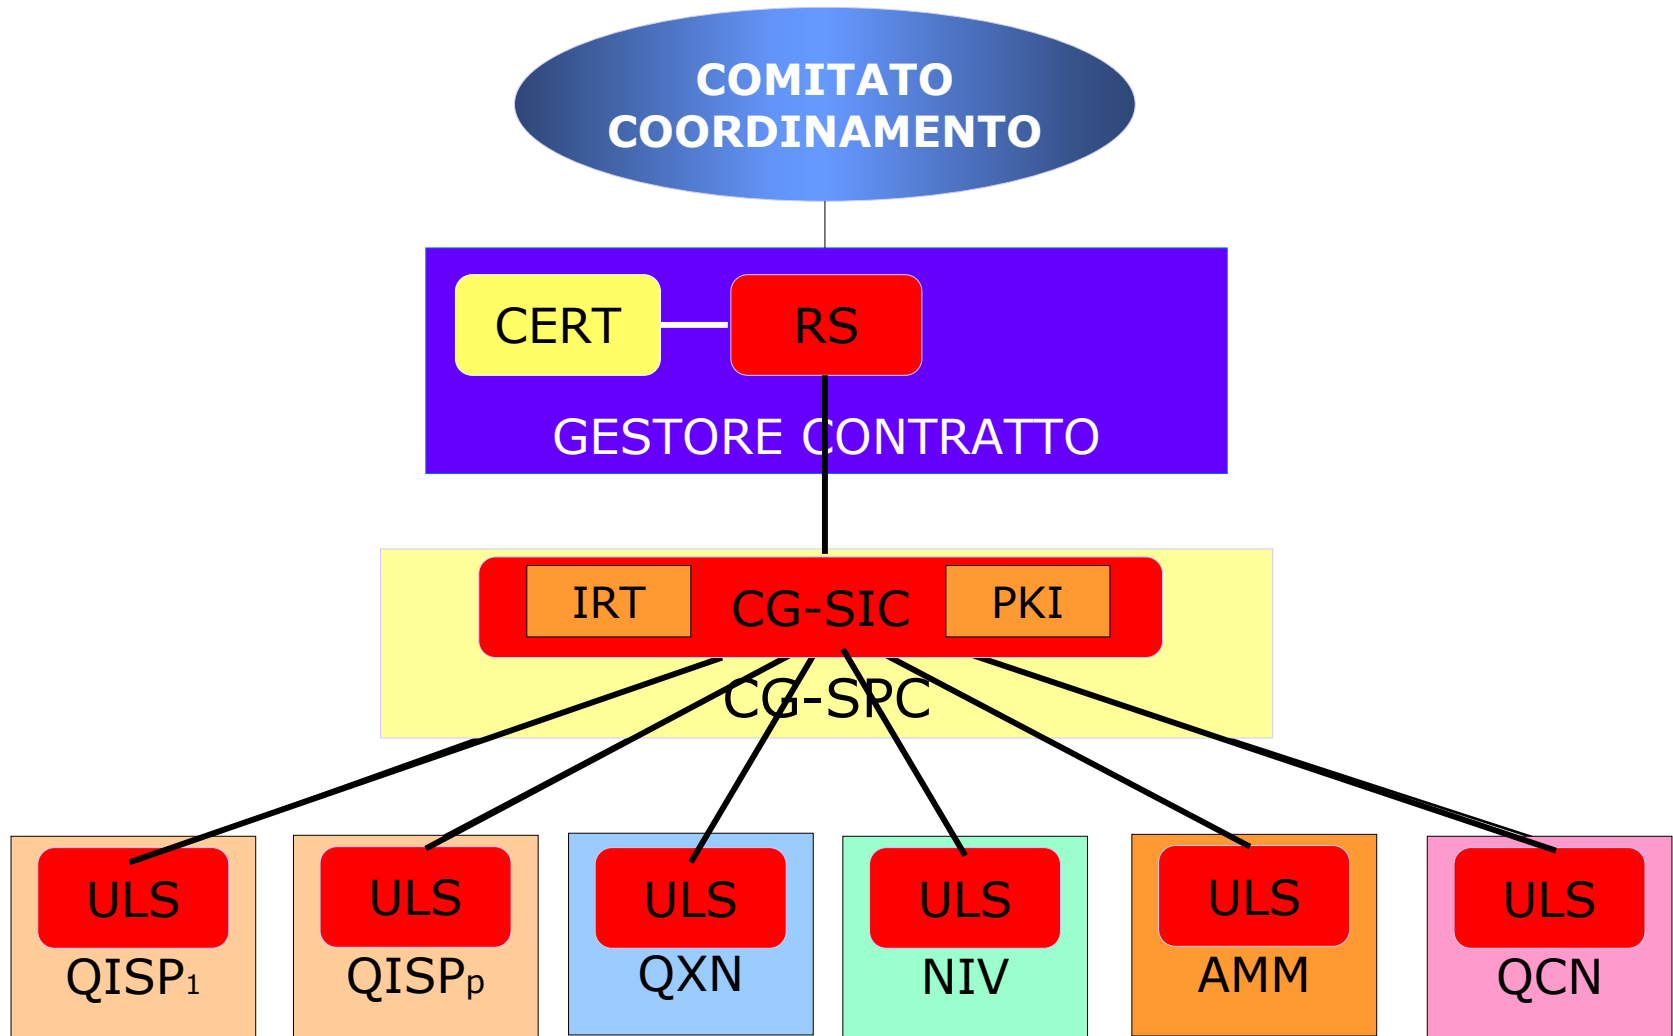 COMITATO
COORDINAMENTO
CERT
RS
GESTORE CONTRATTO
IRT
CG-SIC
PKI
CG-SPC
ULS
ULS
ULS
ULS
ULS
ULS
QISP1
QISPp
QXN
NIV
AMM
QCN